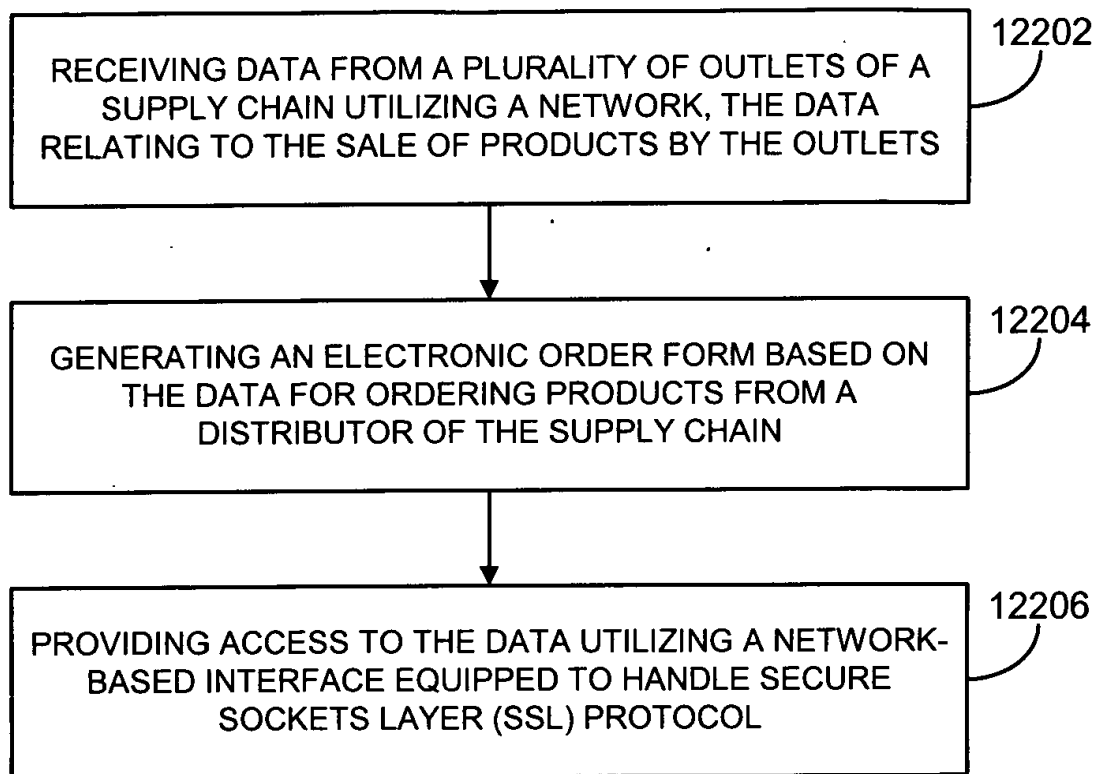 12202
RECEIVING DATA FROM A PLURALITY OF OUTLETS OF A
SUPPLY CHAIN UTILIZING A NETWORK, THE DATA
RELATING TO THE SALE OF PRODUCTS BY THE OUTLETS
12204
GENERATING AN ELECTRONIC ORDER FORM BASED ON
THE DATA FOR ORDERING PRODUCTS FROM A
DISTRIBUTOR OF THE SUPPLY CHAIN
12206
PROVIDING ACCESS TO THE DATA UTILIZING A NETWORK-
BASED INTERFACE EQUIPPED TO HANDLE SECURE
SOCKETS LAYER (SSL) PROTOCOL